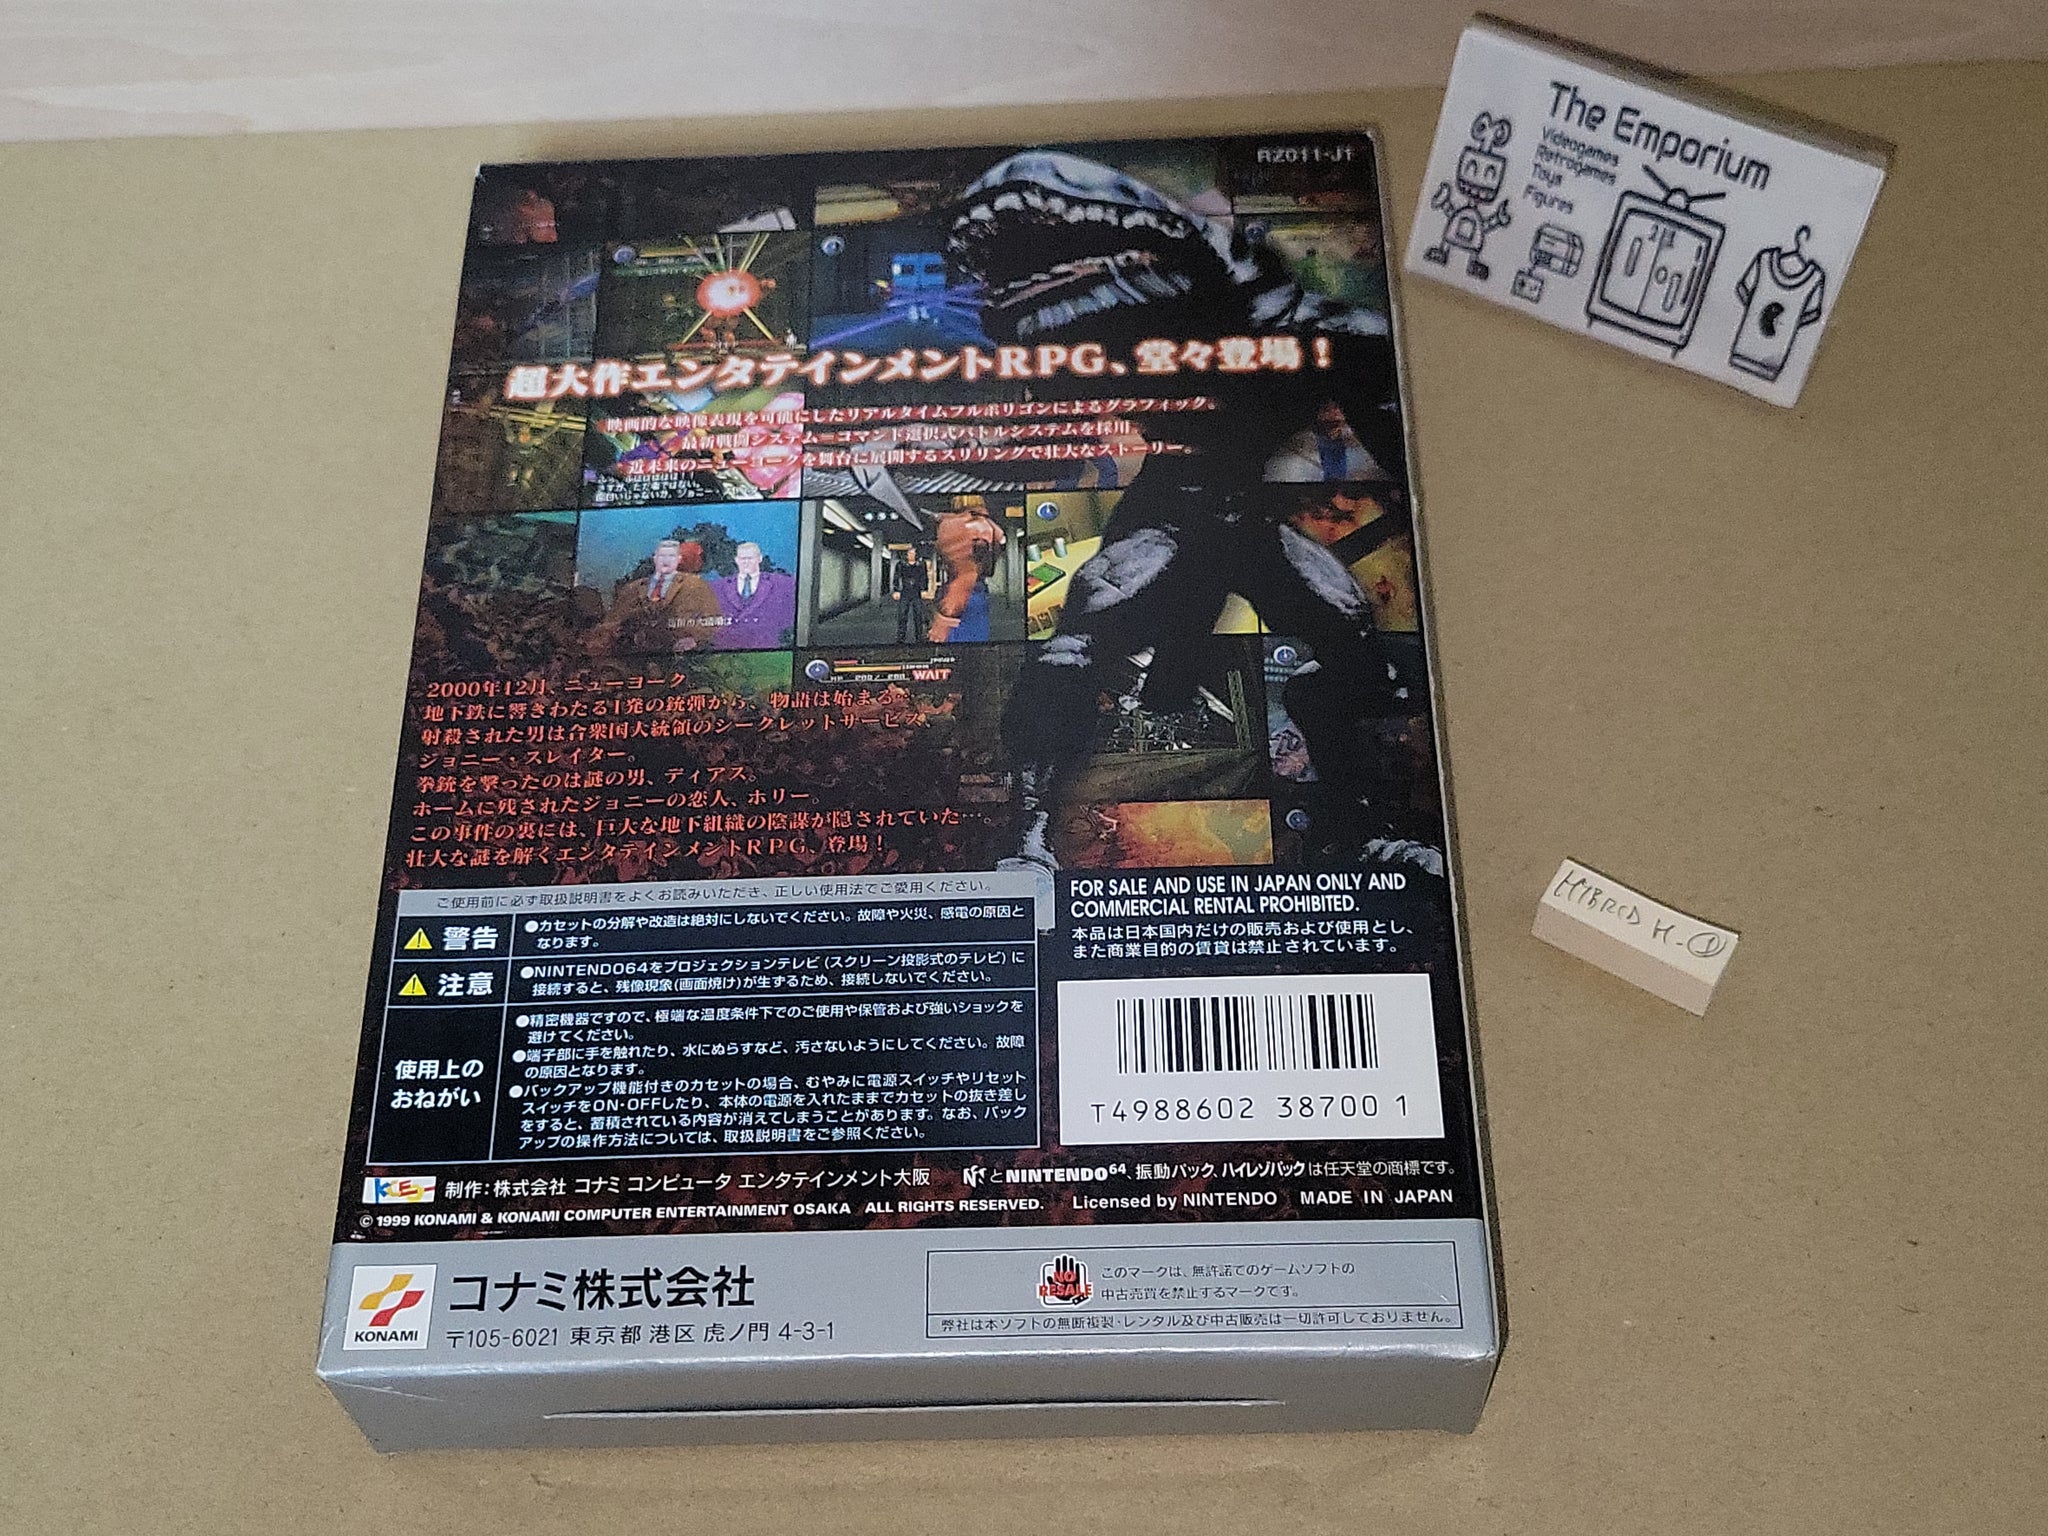 The Emporium
Videogames
Retrogames
Toys
Figures
RZ011-J1
超大作エンタテインメントRPG、堂々登場！
映画的な映像表現を可能にしたリアルタイムフルポリゴンによるグラフィック。
最新戦闘システム＝コマンド選択式バトルシステムを採用
近未来のニューヨークを舞台に展開するスリリングで壮大なストーリー。
WAIT
2000年12月、ニューヨーク
地下鉄に響きわたる1発の銃弾から、物語は始まる…
射殺された男は合衆国大統領のシークレットサービス、
ジョニー・スレイター。
拳銃を撃ったのは謎の男、ディアス。
ホームに残されたジョニーの恋人、ホリー。
この事件の裏には、巨大な地下組織の陰謀が隠されていた…。
壮大な謎を解くエンタテインメントRPG、登場！
ご使用前に必ず取扱説明書をよくお読みいただき、正しい使用法でご愛用ください。
警告
●カセットの分解や改造は絶対にしないでください。故障や火災、感電の原因と
なります。
注意
●NINTENDO64をプロジェクションテレビ(スクリーン投影式のテレビ)に
接続すると、残像現象(画面焼け)が生ずるため、接続しないでください。
使用上の
おねがい
●精密機器ですので、極端な温度条件下でのご使用や保管および強いショックを
避けてください。
●端子部に手を触れたり、水にぬらすなど、汚さないようにしてください。故障
の原因となります。
●バックアップ機能付きのカセットの場合、むやみに電源スイッチやリセット
スイッチをON・OFFしたり、本体の電源を入れたままでカセットの抜き差し
をすると、蓄積されている内容が消えてしまうことがあります。なお、バック
アップの操作方法については、取扱説明書をご参照ください。
FOR SALE AND USE IN JAPAN ONLY AND
COMMERCIAL RENTAL PROHIBITED.
本品は日本国内だけの販売および使用とし、
また商業目的の賃貸は禁止されています。
T4988602 38700 1
HYBRID H-①
制作：株式会社 コナミ コンピュータ エンタテインメント大阪
とNINTENDO64、振動パック、ハイレゾパックは任天堂の商標です。
© 1999 KONAMI & KONAMI COMPUTER ENTERTAINMENT OSAKA ALL RIGHTS RESERVED.
Licensed by NINTENDO MADE IN JAPAN
KONAMI
コナミ株式会社
〒105-6021 東京都 港区 虎ノ門 4-3-1
NO RESALE
このマークは、無許諾でのゲームソフトの
中古売買を禁止するマークです。
弊社は本ソフトの無断複製・レンタル及び中古販売は一切許可しておりません。